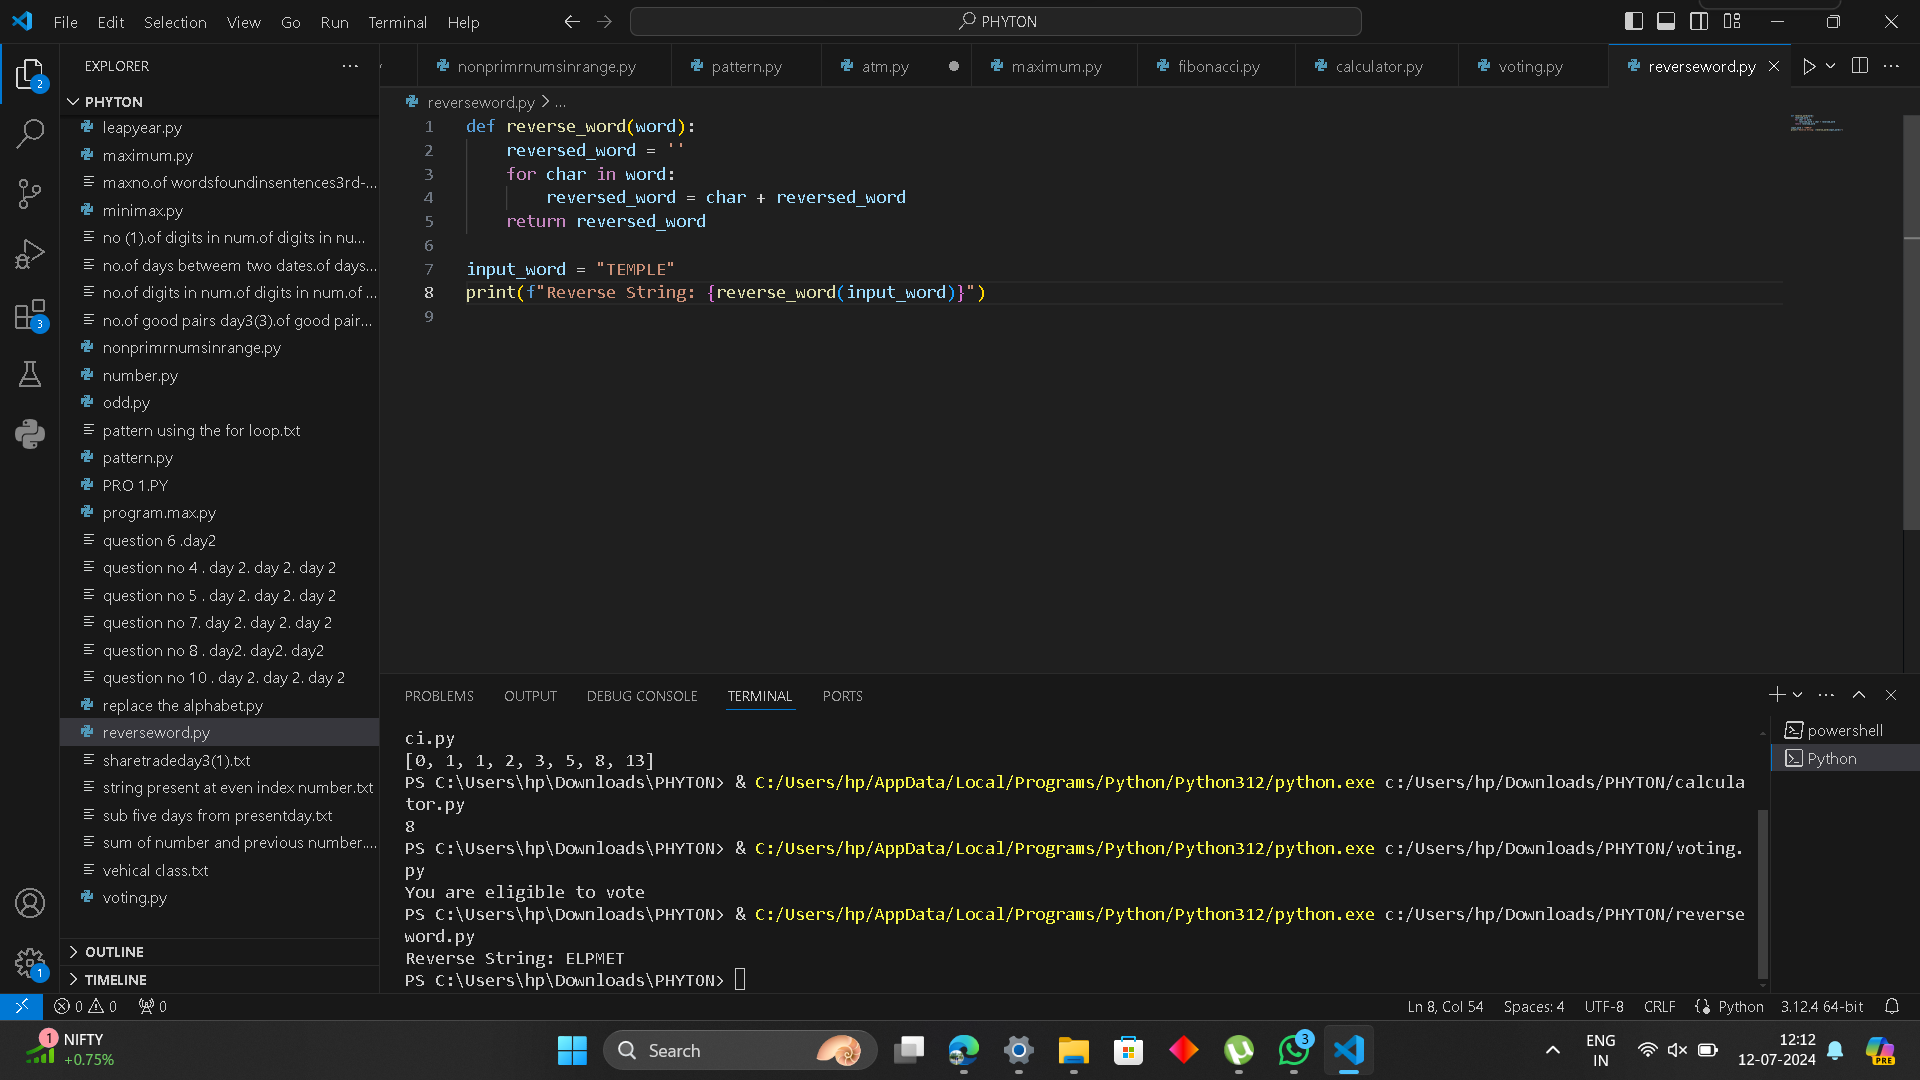 File Edit Selection View Go Run Terminal Help
PHYTON
EXPLORER
nonprimrnumsinrange.py pattern.py atm.py maximum.py fibonacci.py calculator.py voting.py reverseword.py
2
PHYTON
leapyear.py
maximum.py
maxno.of wordsfoundinsentences3rd-...
minimax.py
no (1).of digits in num.of digits in nu...
no.of days betweem two dates.of days...
no.of digits in num.of digits in num.of ...
no.of good pairs day3(3).of good pair...
nonprimrnumsinrange.py
number.py
odd.py
pattern using the for loop.txt
pattern.py
PRO 1.PY
program.max.py
question 6 .day2
question no 4 . day 2. day 2. day 2
question no 5 . day 2. day 2. day 2
question no 7. day 2. day 2. day 2
question no 8 . day2. day2. day2
question no 10 . day 2. day 2. day 2
replace the alphabet.py
reverseword.py
sharetradeday3(1).txt
string present at even index number.txt
sub five days from presentday.txt
sum of number and previous number....
vehical class.txt
voting.py
OUTLINE
TIMELINE
3
1
reverseword.py > ...
1 def reverse_word(word):
2     reversed_word = ''
3     for char in word:
4         reversed_word = char + reversed_word
5     return reversed_word
6
7 input_word = "TEMPLE"
8 print(f"Reverse String: {reverse_word(input_word)}")
9
PROBLEMS OUTPUT DEBUG CONSOLE TERMINAL PORTS
ci.py
[0, 1, 1, 2, 3, 5, 8, 13]
PS C:\Users\hp\Downloads\PHYTON> & C:/Users/hp/AppData/Local/Programs/Python/Python312/python.exe c:/Users/hp/Downloads/PHYTON/calcula
tor.py
8
PS C:\Users\hp\Downloads\PHYTON> & C:/Users/hp/AppData/Local/Programs/Python/Python312/python.exe c:/Users/hp/Downloads/PHYTON/voting.
py
You are eligible to vote
PS C:\Users\hp\Downloads\PHYTON> & C:/Users/hp/AppData/Local/Programs/Python/Python312/python.exe c:/Users/hp/Downloads/PHYTON/reverse
word.py
Reverse String: ELPMET
PS C:\Users\hp\Downloads\PHYTON>
powershell
Python
0 0 0
Ln 8, Col 54 Spaces: 4 UTF-8 CRLF Python 3.12.4 64-bit
1 NIFTY
+0.75%
Search
3
ENG
IN
12:12
12-07-2024
PRE